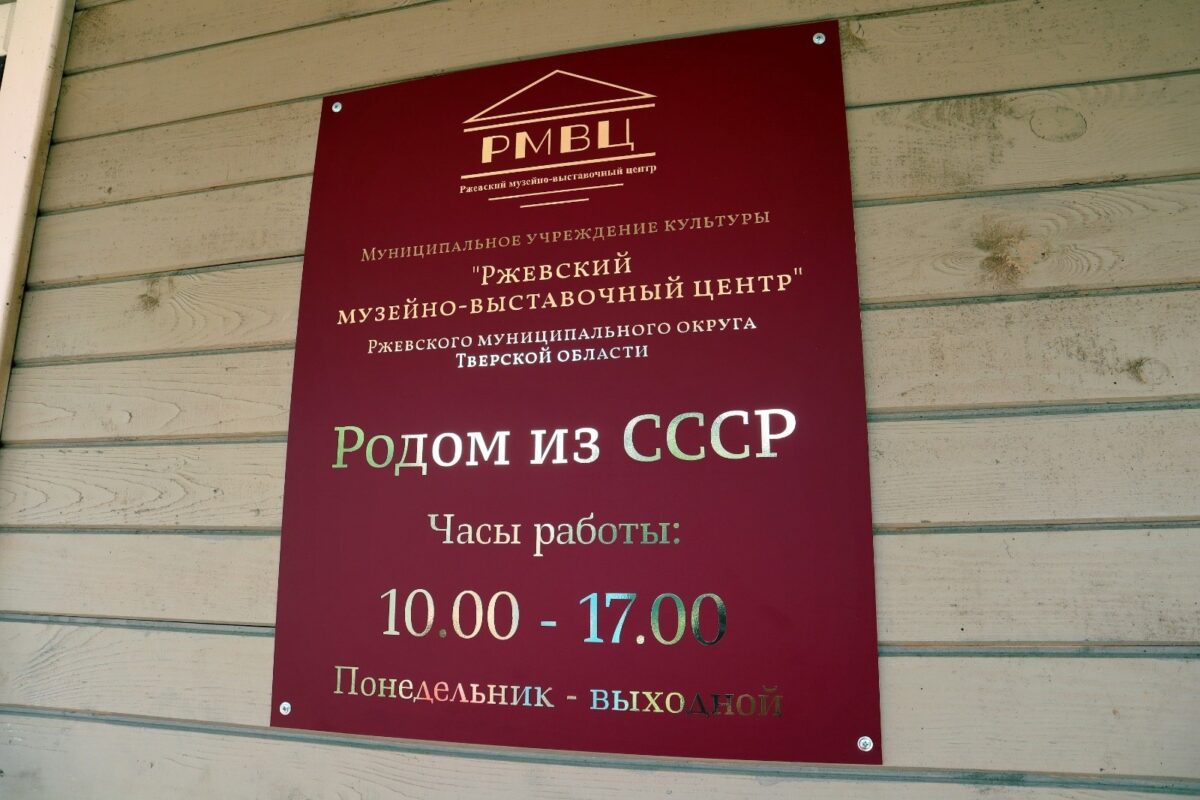 РМВЦ
Ржевский музейно-выставочный центр
Муниципальное учреждение культуры
"Ржевский
музейно-выставочный центр"
Ржевского муниципального округа
Тверской области
Родом из СССР
Часы работы:
10.00 - 17.00
Понедельник - выходной